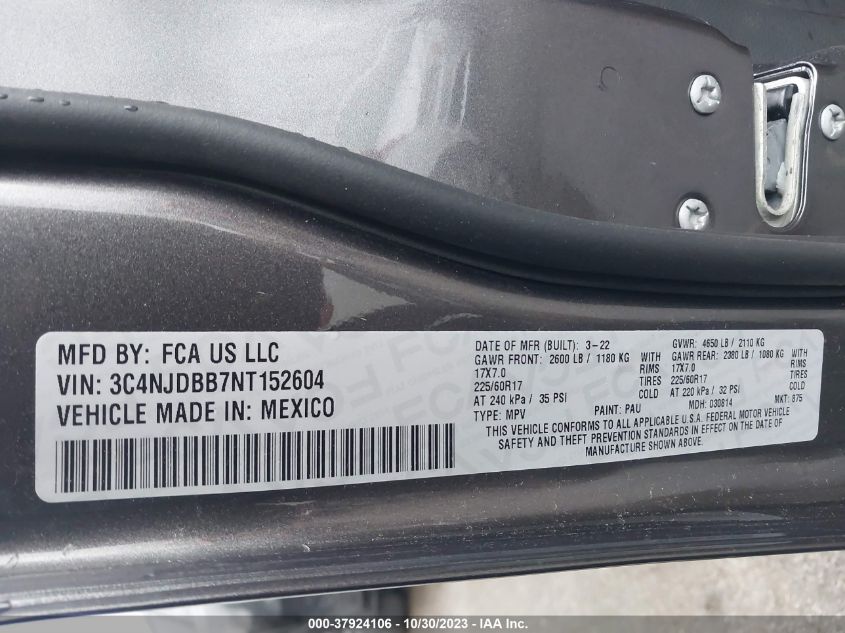 MFD BY: FCA US LLC
VIN: 3C4NJDBB7NT152604
VEHICLE MADE IN: MEXICO
DATE OF MFR (BUILT): 3-22 GVWR: 4650 LB / 2110 KG
GAWR FRONT: 2600 LB / 1180 KG WITH GAWR REAR: 2380 LB / 1080 KG WITH
17X7.0 RIMS 17X7.0 RIMS
225/60R17 TIRES 225/60R17 TIRES
AT 240 kPa / 35 PSI COLD AT 220 kPa / 32 PSI COLD
TYPE: MPV PAINT: PAU MDH: 030814 MKT: 875
THIS VEHICLE CONFORMS TO ALL APPLICABLE U.S.A. FEDERAL MOTOR VEHICLE
SAFETY AND THEFT PREVENTION STANDARDS IN EFFECT ON THE DATE OF
MANUFACTURE SHOWN ABOVE.
000-37924106 - 10/30/2023 - IAA Inc.